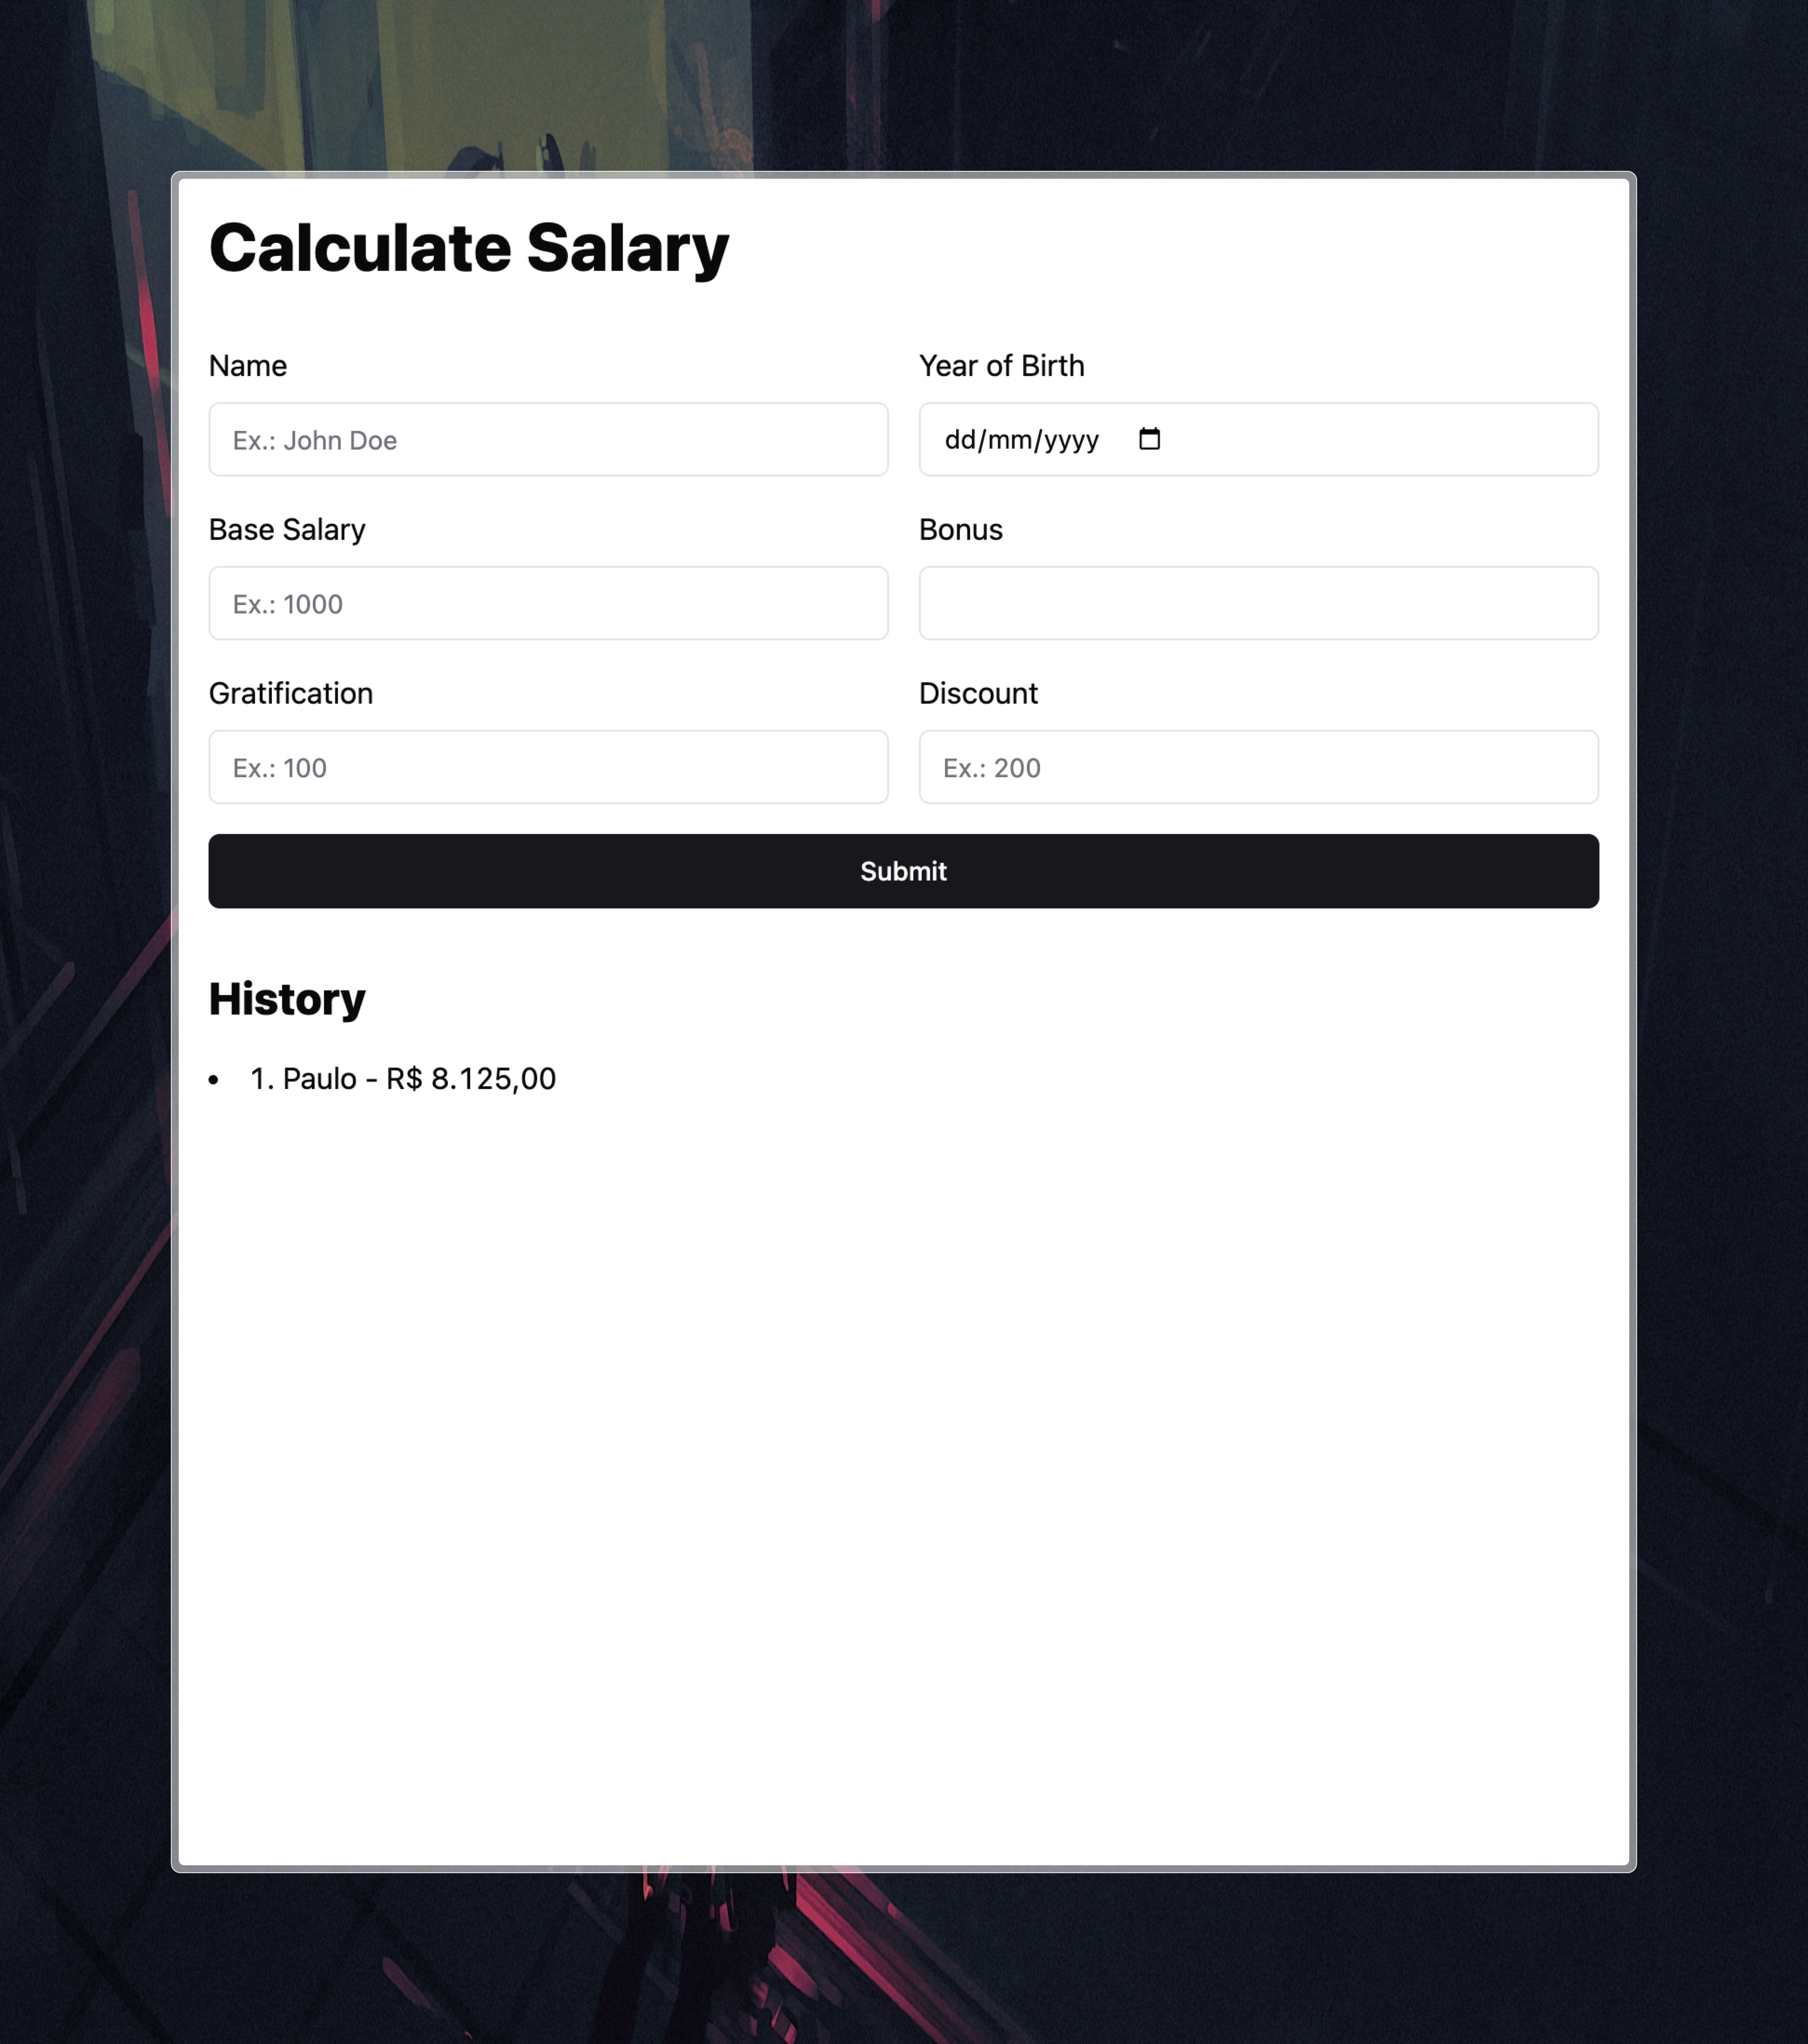 Calculate Salary
Name
Year of Birth
Ex.: John Doe
dd/mm/yyyy
Base Salary
Bonus
Ex.: 1000
Gratification
Discount
Ex.: 100
Ex.: 200
Submit
History
• 1. Paulo - R$ 8.125,00